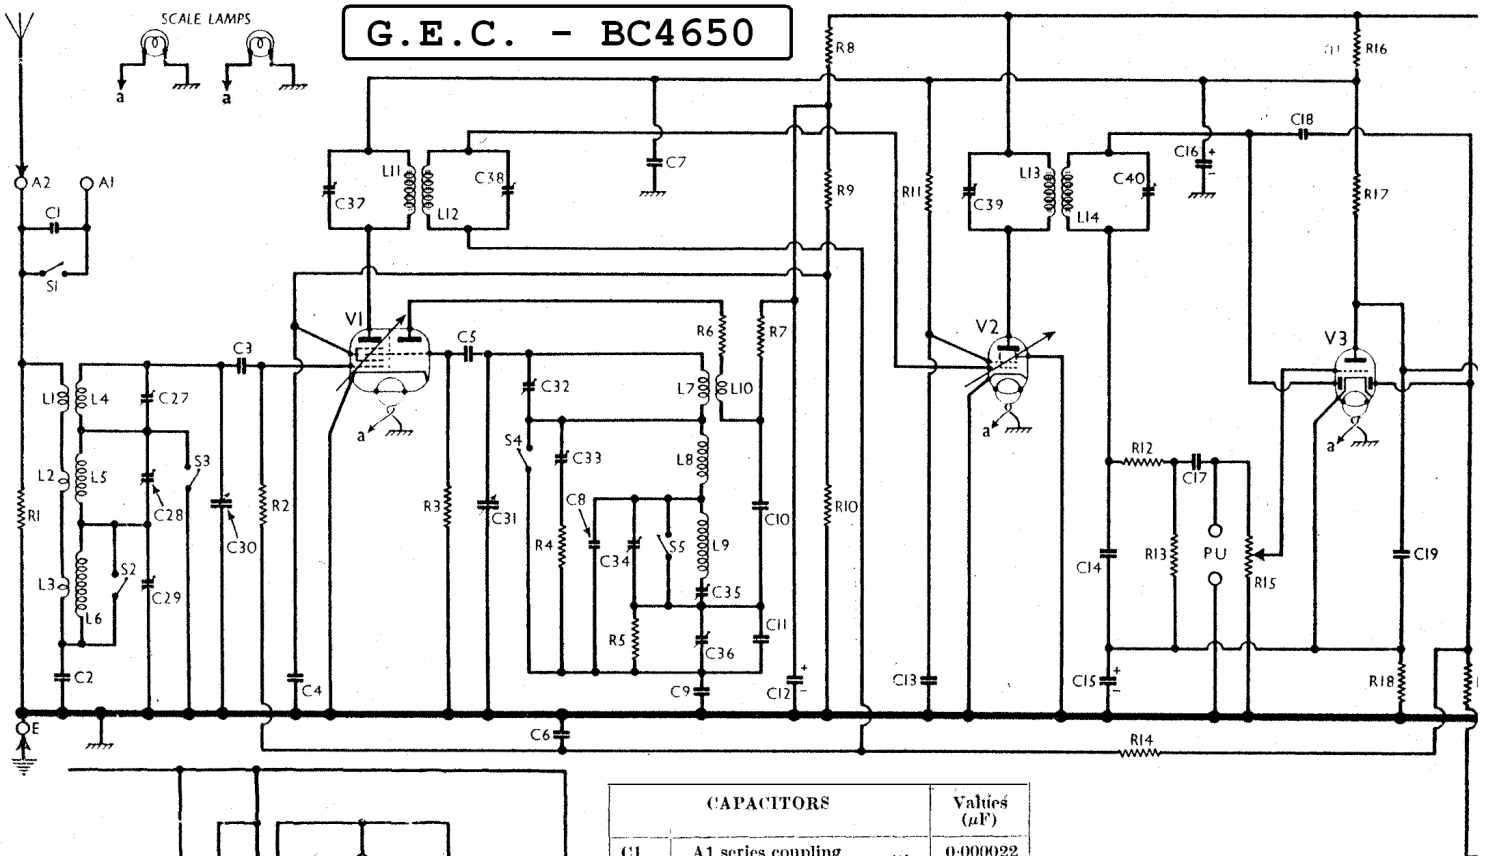 SCALE LAMPS
G.E.C. - BC4650
a
a
R8
R16
C18
A2
A1
L11
C38
C7
C16
+
-
L13
C40
C37
L12
R9
R11
C39
L14
R17
C1
S1
V1
R6
R7
V2
V3
C3
C5
C32
L7
L10
L1
L4
C27
a
a
a
S4
S3
C33
L8
R12
C17
L2
L5
C8
R1
C28
R2
R3
C31
C10
R10
C30
R4
C34
S5
L9
C14
R13
PU
R15
C19
S2
L3
C29
C35
L6
R5
C36
C11
C2
C4
C9
C12
+
-
C13
C15
+
-
R18
E
C6
R14
CAPACITORS
Values
(μF)
C1 A1 series coupling ... 0·000022